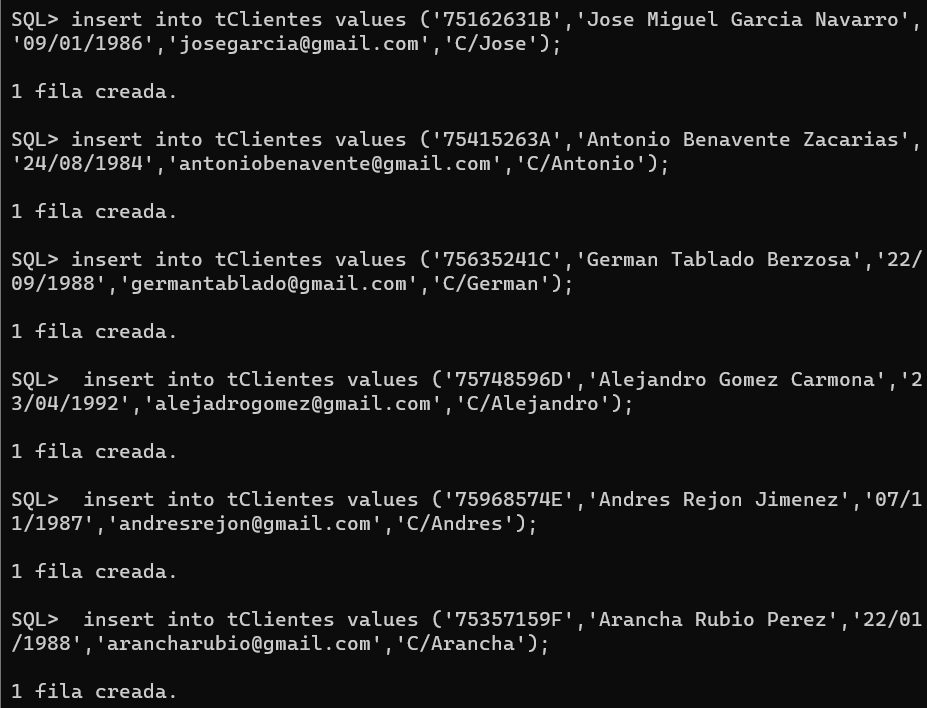 SQL> insert into tClientes values ('75162631B','Jose Miguel Garcia Navarro',
'09/01/1986','josegarcia@gmail.com','C/Jose');
1 fila creada.
SQL> insert into tClientes values ('75415263A','Antonio Benavente Zacarias',
'24/08/1984','antoniobenavente@gmail.com','C/Antonio');
1 fila creada.
SQL> insert into tClientes values ('75635241C','German Tablado Berzosa','22/
09/1988','germantablado@gmail.com','C/German');
1 fila creada.
SQL>  insert into tClientes values ('75748596D','Alejandro Gomez Carmona','2
3/04/1992','alejadrogomez@gmail.com','C/Alejandro');
1 fila creada.
SQL>  insert into tClientes values ('75968574E','Andres Rejon Jimenez','07/1
1/1987','andresrejon@gmail.com','C/Andres');
1 fila creada.
SQL>  insert into tClientes values ('75357159F','Arancha Rubio Perez','22/01
/1988','arancharubio@gmail.com','C/Arancha');
1 fila creada.